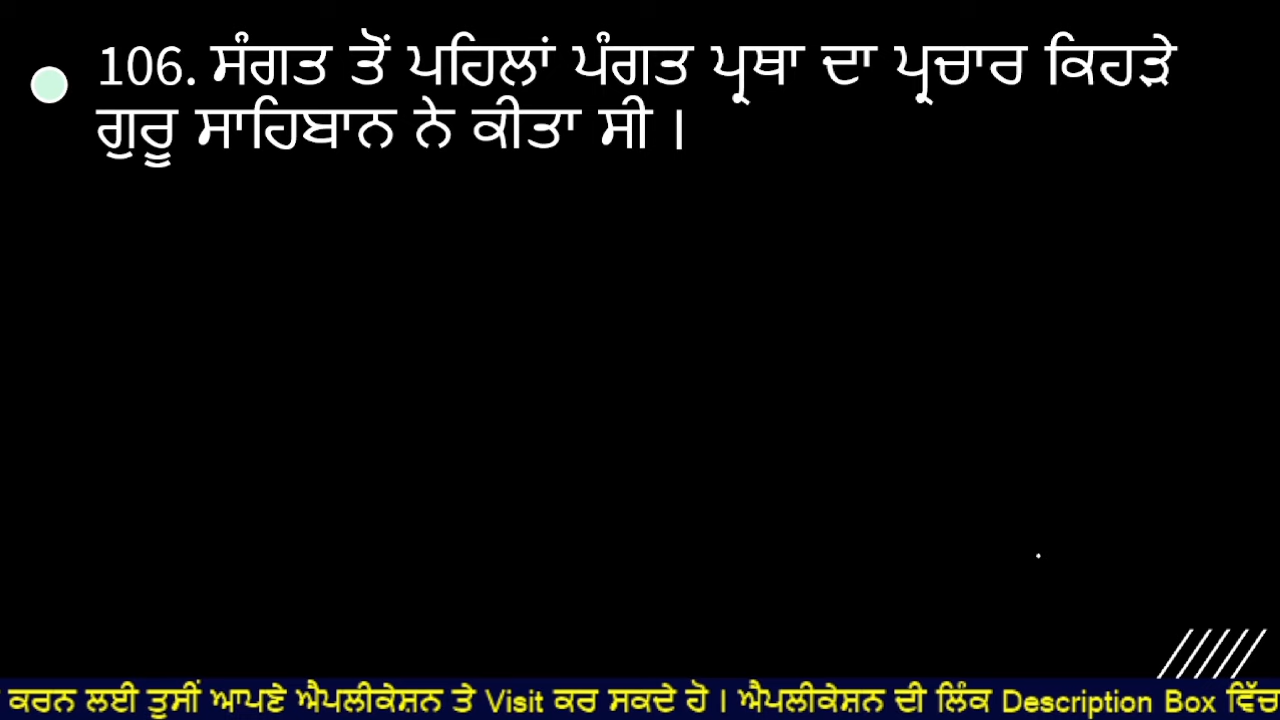 106. ਸੰਗਤ ਤੋਂ ਪਹਿਲਾਂ ਪੰਗਤ ਪ੍ਰਥਾ ਦਾ ਪ੍ਰਚਾਰ ਕਿਹੜੇ
ਗੁਰੂ ਸਾਹਿਬਾਨ ਨੇ ਕੀਤਾ ਸੀ ।
ਕਰਨ ਲਈ ਤੁਸੀਂ ਆਪਣੇ ਐਪਲੀਕੇਸ਼ਨ ਤੇ Visit ਕਰ ਸਕਦੇ ਹੋ । ਐਪਲੀਕੇਸ਼ਨ ਦੀ ਲਿੰਕ Description Box ਵਿੱਚ